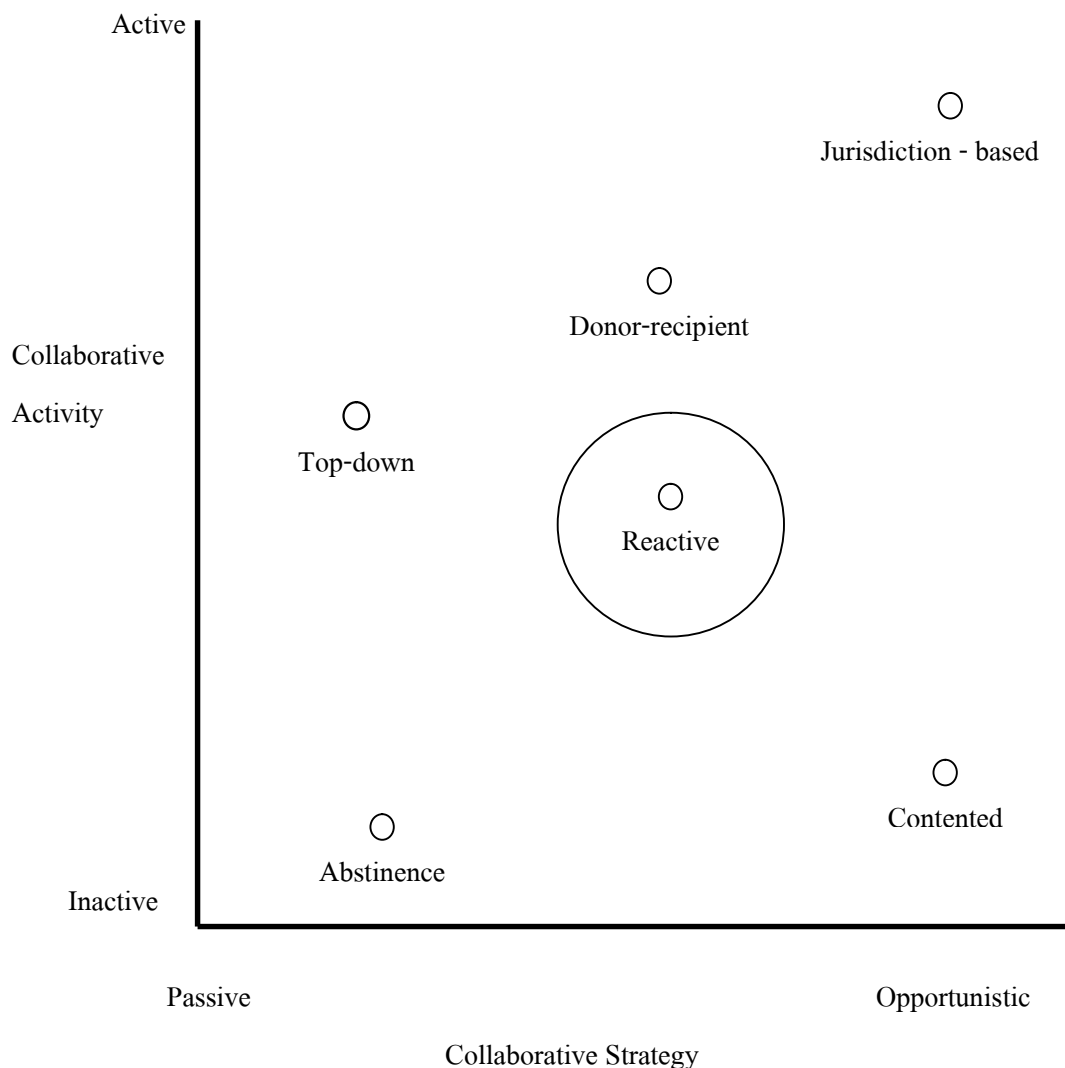 Active
Jurisdiction - based
Donor-recipient
Collaborative
Activity
Top-down
Reactive
Contented
Abstinence
Inactive
Passive
Opportunistic
Collaborative Strategy